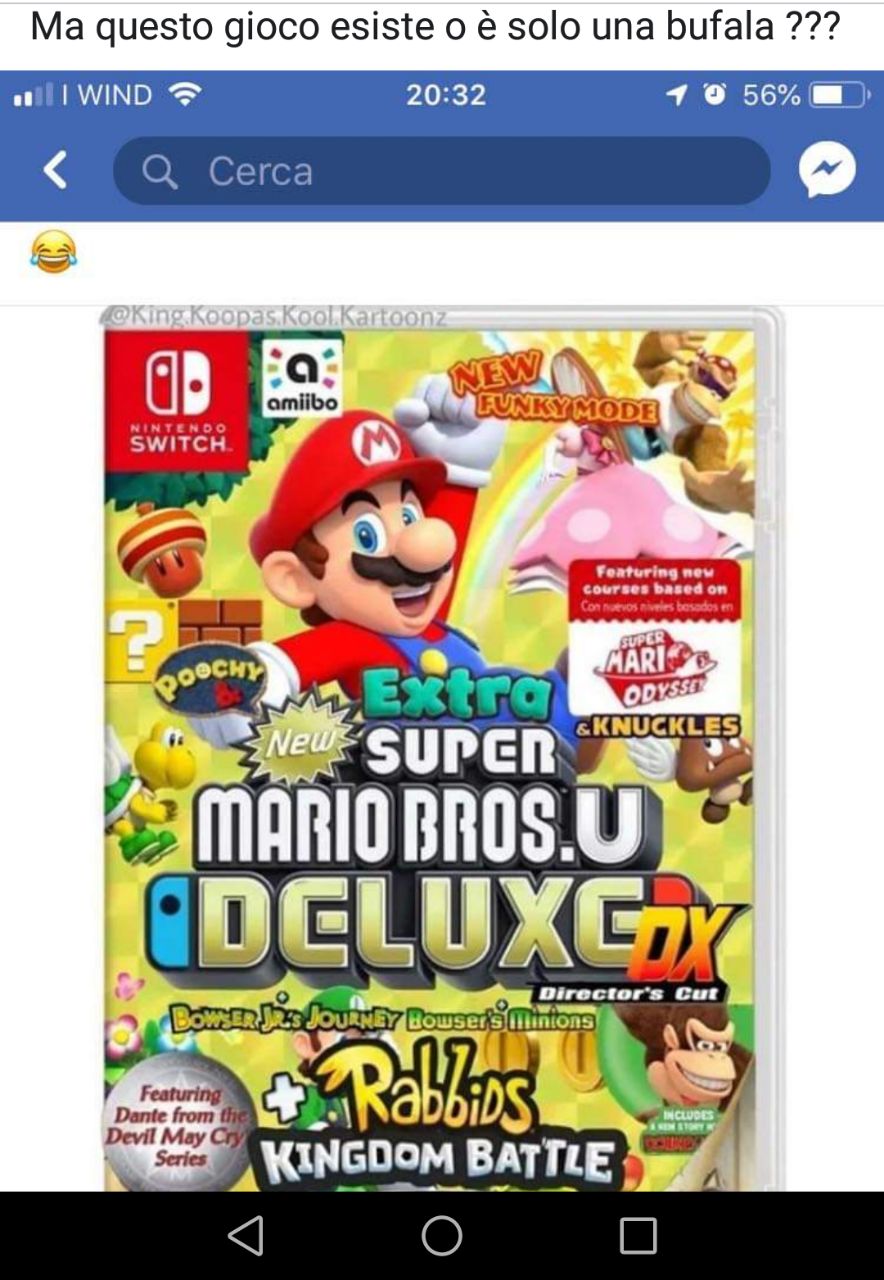 Ma questo gioco esiste o è solo una bufala ???
I WIND
20:32
56%
Cerca
@King.Koopas.Kool.Kartoonz
NINTENDO
SWITCH
amiibo
NEW
FUNKY MODE
Featuring new
courses based on
Con nuevos niveles basados en
SUPER
MARIO
ODYSSEY
& KNUCKLES
?
POOCHY
&
Extra
New SUPER
MARIO BROS. U
DELUXE DX
Director's Cut
BOWSER JR.'S JOURNEY Bowser's Minions
+ Rabbids
KINGDOM BATTLE
Featuring
Dante from the
Devil May Cry
Series
INCLUDES
A NEW STORY